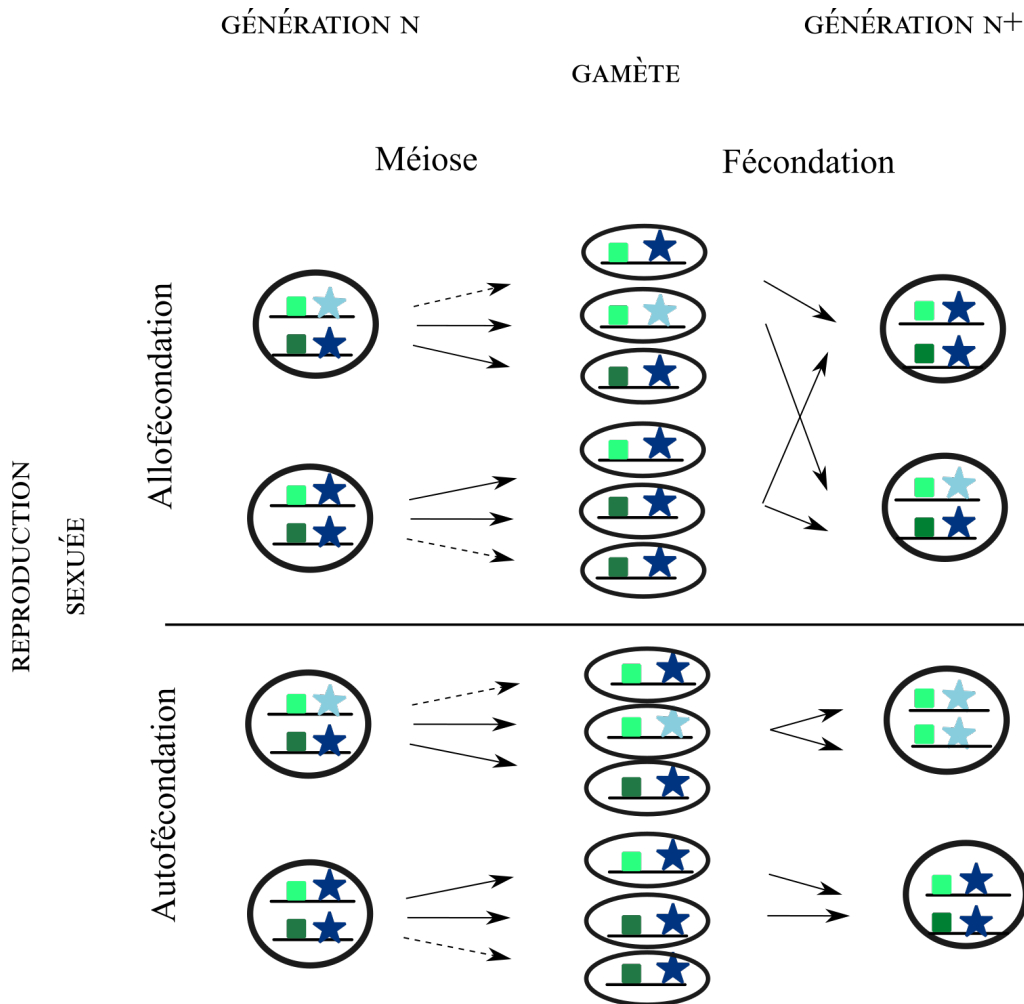 GÉNÉRATION N
GÉNÉRATION N+
GAMÈTE
Méiose
Fécondation
Allofécondation
REPRODUCTION
SEXUÉE
Autofécondation